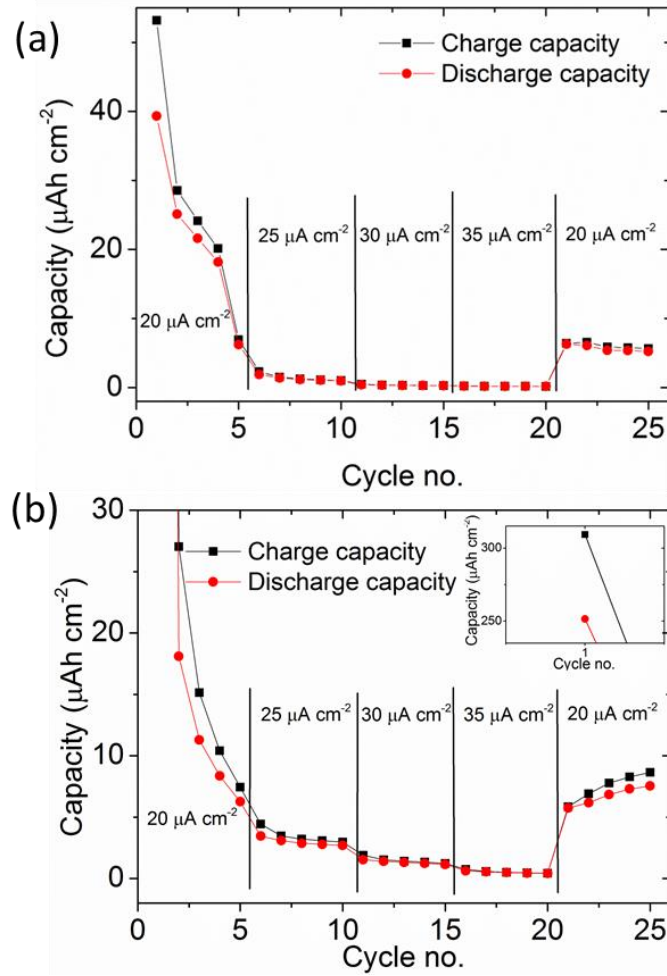 (a)
Charge capacity
Discharge capacity
Capacity (μAh cm⁻²)
40
20
0
25 μA cm⁻²
30 μA cm⁻²
35 μA cm⁻²
20 μA cm⁻²
20 μA cm⁻²
0
5
10
15
20
25
Cycle no.
(b)
30
20
10
0
Capacity (μAh cm⁻²)
Charge capacity
Discharge capacity
Capacity (μAh cm⁻²)
310
250
1
Cycle no.
25 μA cm⁻²
30 μA cm⁻²
35 μA cm⁻²
20 μA cm⁻²
20 μA cm⁻²
0
5
10
15
20
25
Cycle no.